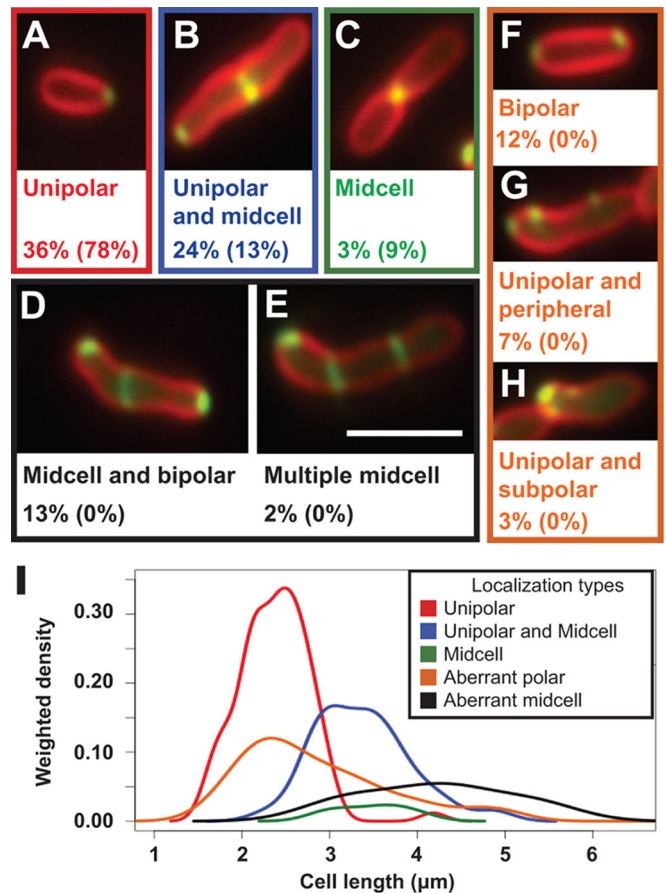 A
Unipolar
36% (78%)
B
Unipolar
and midcell
24% (13%)
C
Midcell
3% (9%)
D
Midcell and bipolar
13% (0%)
E
Multiple midcell
2% (0%)
F
Bipolar
12% (0%)
G
Unipolar and
peripheral
7% (0%)
H
Unipolar and
subpolar
3% (0%)
I
Localization types
Unipolar
Unipolar and Midcell
Midcell
Aberrant polar
Aberrant midcell
Weighted density
0.30
0.20
0.10
0.00
1 2 3 4 5 6
Cell length (μm)